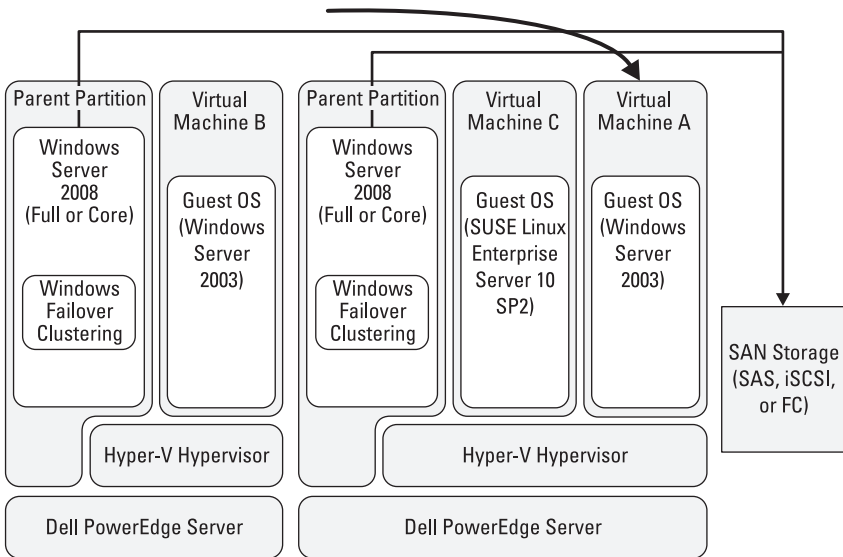 Parent Partition
Windows
Server
2008
(Full or Core)
Windows
Failover
Clustering
Virtual
Machine B
Guest OS
(Windows
Server
2003)
Hyper-V Hypervisor
Dell PowerEdge Server
Parent Partition
Windows
Server
2008
(Full or Core)
Windows
Failover
Clustering
Virtual
Machine C
Guest OS
(SUSE Linux
Enterprise
Server 10
SP2)
Virtual
Machine A
Guest OS
(Windows
Server
2003)
Hyper-V Hypervisor
Dell PowerEdge Server
SAN Storage
(SAS, iSCSI,
or FC)